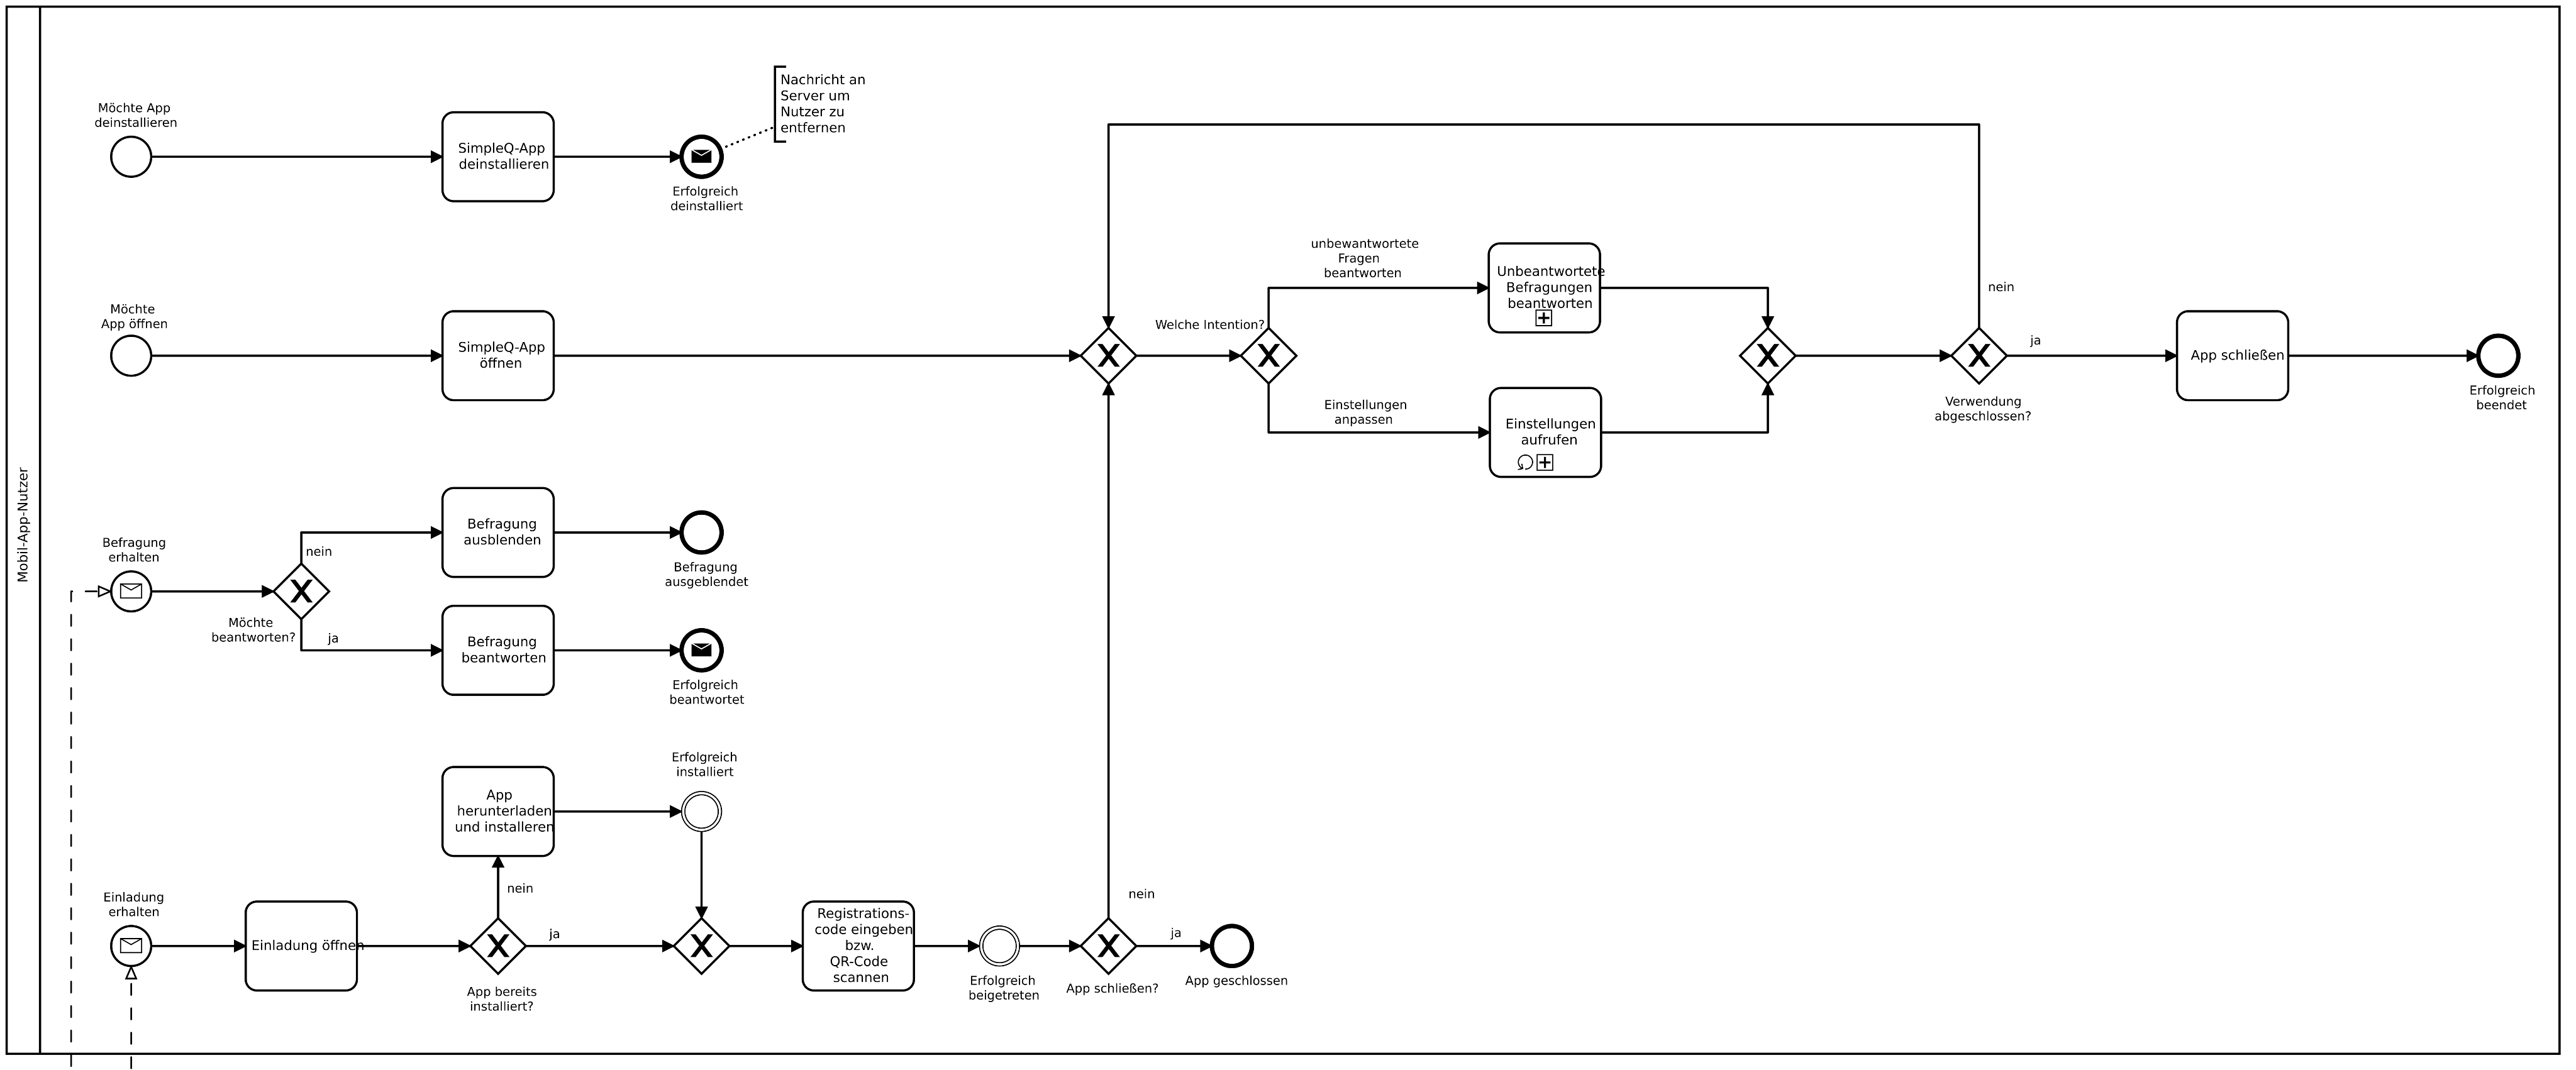 Mobil-App-Nutzer
Möchte App
deinstallieren
SimpleQ-App
deinstallieren
Erfolgreich
deinstalliert
Nachricht an
Server um
Nutzer zu
entfernen
Möchte
App öffnen
SimpleQ-App
öffnen
Welche Intention?
unbewantwortete
Fragen
beantworten
Unbeantwortete
Befragungen
beantworten
Einstellungen
anpassen
Einstellungen
aufrufen
nein
Verwendung
abgeschlossen?
ja
App schließen
Erfolgreich
beendet
Befragung
erhalten
Möchte
beantworten?
nein
Befragung
ausblenden
Befragung
ausgeblendet
ja
Befragung
beantworten
Erfolgreich
beantwortet
Einladung
erhalten
Einladung öffnen
App bereits
installiert?
nein
App
herunterladen
und installeren
Erfolgreich
installiert
ja
Registrations-
code eingeben
bzw.
QR-Code
scannen
Erfolgreich
beigetreten
App schließen?
nein
ja
App geschlossen